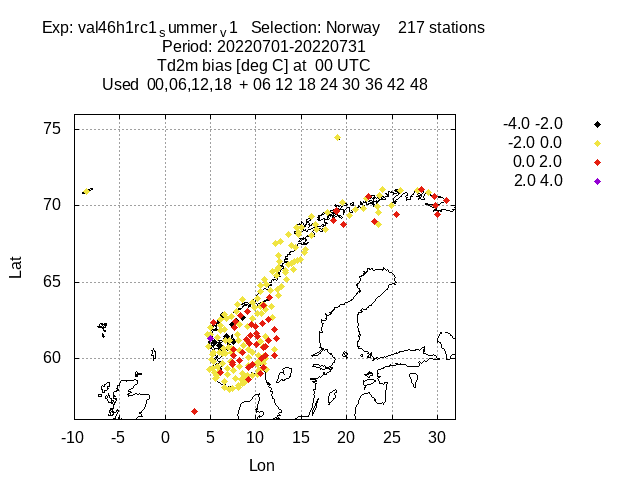 Exp: val46h1rc1summerv1 Selection: Norway 217 stations
Period: 20220701-20220731
Td2m bias [deg C] at 00 UTC
Used 00,06,12,18 + 06 12 18 24 30 36 42 48
-4.0 -2.0
-2.0 0.0
0.0 2.0
2.0 4.0
75
70
65
60
Lat
-10 -5 0 5 10 15 20 25 30
Lon